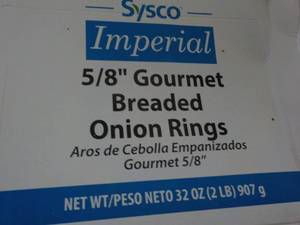 Sysco
Imperial
5/8" Gourmet
Breaded
Onion Rings
Aros de Cebolla Empanizados
Gourmet 5/8"
NET WT/PESO NETO 32 OZ (2 LB) 907 g